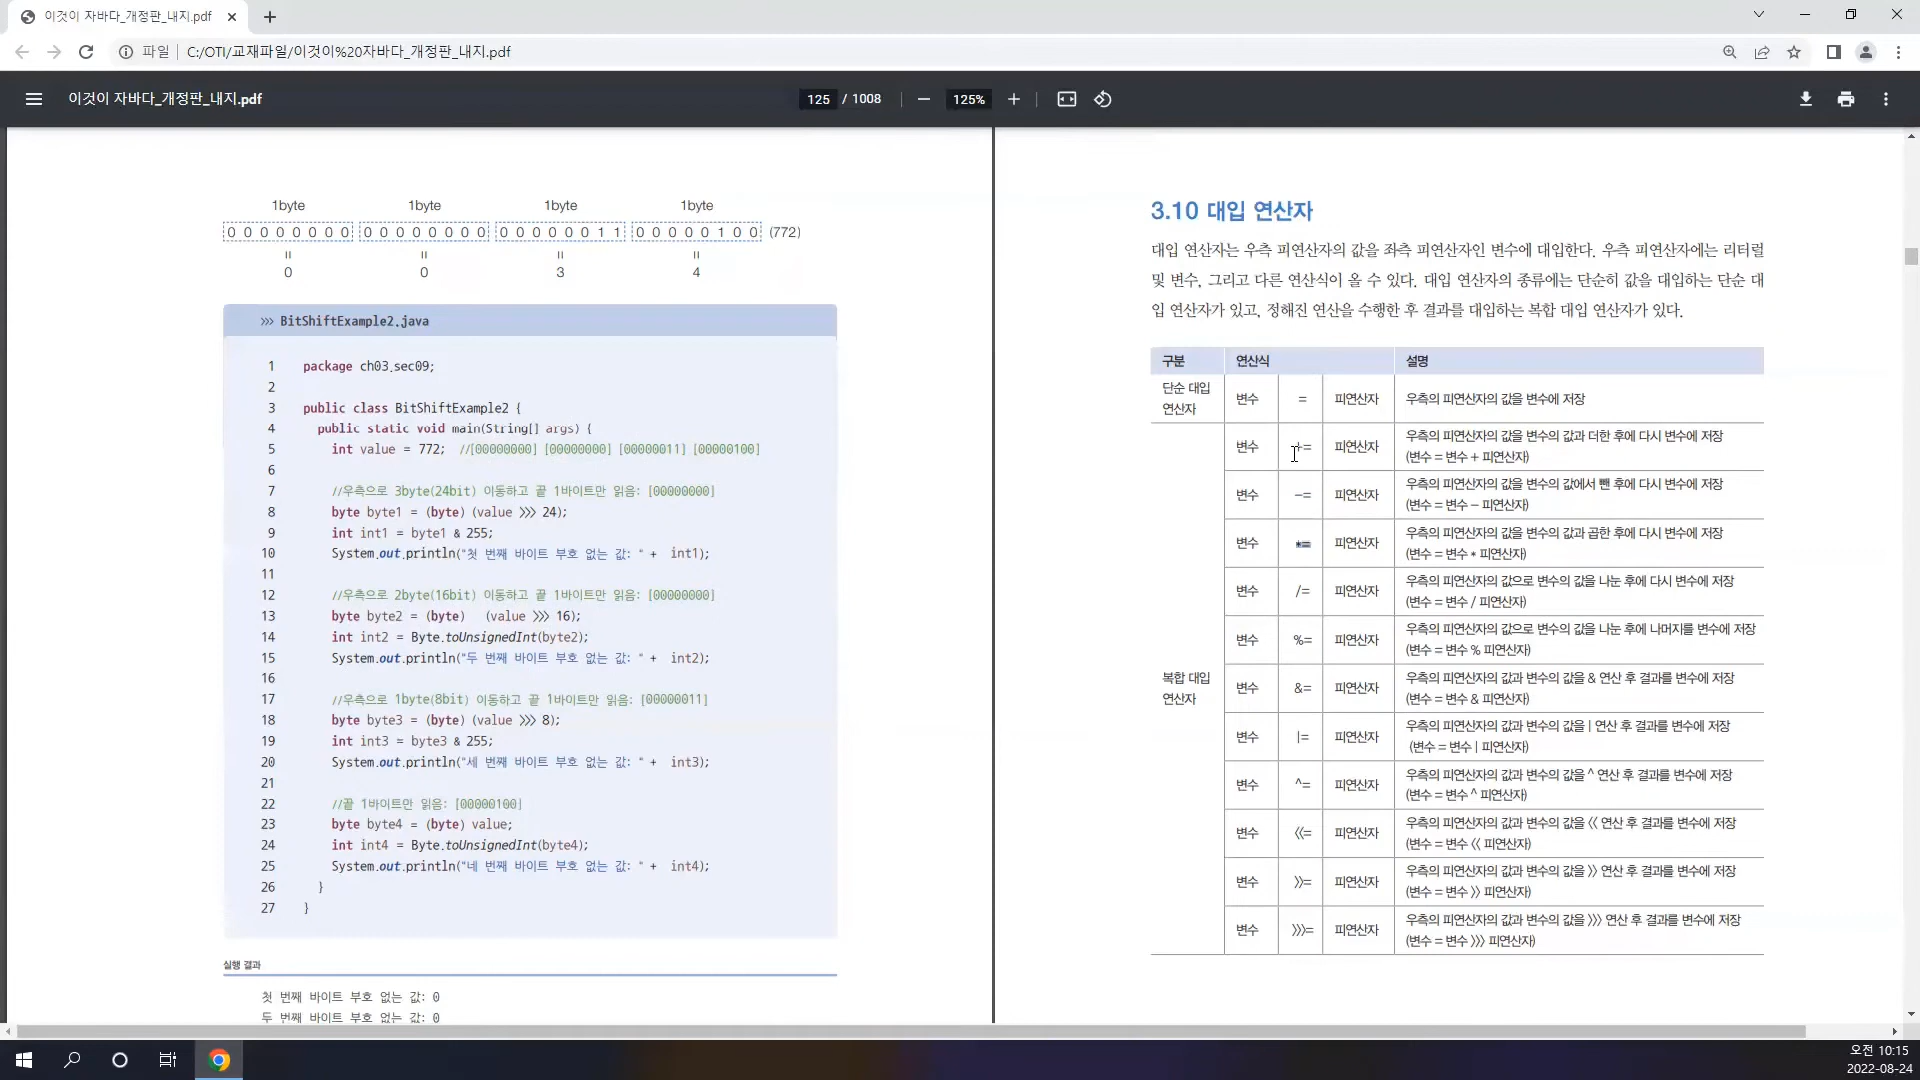 이것이 자바다_개정판_내지.pdf
파일
C:/OTI/교재파일/이것이%20자바다_개정판_내지.pdf
이것이 자바다_개정판_내지.pdf
125 / 1008
125%
1byte 1byte 1byte 1byte
0 0 0 0 0 0 0 0 0 0 0 0 0 0 0 0 0 0 0 0 0 0 1 1 0 0 0 0 0 1 0 0 (772)
= = = =
0 0 3 4
>>> BitShiftExample2.java
1 package ch03.sec09;
2
3 public class BitShiftExample2 {
4 public static void main(String[] args) {
5 int value = 772; //[00000000] [00000000] [00000011] [00000100]
6
7 //우측으로 3byte(24bit) 이동하고 끝 1바이트만 읽음: [00000000]
8 byte byte1 = (byte) (value >>> 24);
9 int int1 = byte1 & 255;
10 System.out.println("첫 번째 바이트 부호 없는 값: " + int1);
11
12 //우측으로 2byte(16bit) 이동하고 끝 1바이트만 읽음: [00000000]
13 byte byte2 = (byte) (value >>> 16);
14 int int2 = Byte.toUnsignedInt(byte2);
15 System.out.println("두 번째 바이트 부호 없는 값: " + int2);
16
17 //우측으로 1byte(8bit) 이동하고 끝 1바이트만 읽음: [00000011]
18 byte byte3 = (byte) (value >>> 8);
19 int int3 = byte3 & 255;
20 System.out.println("세 번째 바이트 부호 없는 값: " + int3);
21
22 //끝 1바이트만 읽음: [00000100]
23 byte byte4 = (byte) value;
24 int int4 = Byte.toUnsignedInt(byte4);
25 System.out.println("네 번째 바이트 부호 없는 값: " + int4);
26 }
27 }
실행 결과
첫 번째 바이트 부호 없는 값: 0
두 번째 바이트 부호 없는 값: 0
3.10 대입 연산자
대입 연산자는 우측 피연산자의 값을 좌측 피연산자인 변수에 대입한다. 우측 피연산자에는 리터럴
및 변수, 그리고 다른 연산식이 올 수 있다. 대입 연산자의 종류에는 단순히 값을 대입하는 단순 대
입 연산자가 있고, 정해진 연산을 수행한 후 결과를 대입하는 복합 대입 연산자가 있다.
구분 연산식 설명
단순 대입
연산자
변수 = 피연산자 우측의 피연산자의 값을 변수에 저장
복합 대입
연산자
변수 += 피연산자 우측의 피연산자의 값을 변수의 값과 더한 후에 다시 변수에 저장
(변수 = 변수 + 피연산자)
변수 -= 피연산자 우측의 피연산자의 값을 변수의 값에서 뺀 후에 다시 변수에 저장
(변수 = 변수 - 피연산자)
변수 *= 피연산자 우측의 피연산자의 값을 변수의 값과 곱한 후에 다시 변수에 저장
(변수 = 변수 * 피연산자)
변수 /= 피연산자 우측의 피연산자의 값으로 변수의 값을 나눈 후에 다시 변수에 저장
(변수 = 변수 / 피연산자)
변수 %= 피연산자 우측의 피연산자의 값으로 변수의 값을 나눈 후에 나머지를 변수에 저장
(변수 = 변수 % 피연산자)
변수 &= 피연산자 우측의 피연산자의 값과 변수의 값을 & 연산 후 결과를 변수에 저장
(변수 = 변수 & 피연산자)
변수 |= 피연산자 우측의 피연산자의 값과 변수의 값을 | 연산 후 결과를 변수에 저장
(변수 = 변수 | 피연산자)
변수 ^= 피연산자 우측의 피연산자의 값과 변수의 값을 ^ 연산 후 결과를 변수에 저장
(변수 = 변수 ^ 피연산자)
변수 <<= 피연산자 우측의 피연산자의 값과 변수의 값을 << 연산 후 결과를 변수에 저장
(변수 = 변수 << 피연산자)
변수 >>= 피연산자 우측의 피연산자의 값과 변수의 값을 >> 연산 후 결과를 변수에 저장
(변수 = 변수 >> 피연산자)
변수 >>>= 피연산자 우측의 피연산자의 값과 변수의 값을 >>> 연산 후 결과를 변수에 저장
(변수 = 변수 >>> 피연산자)
오전 10:15
2022-08-24